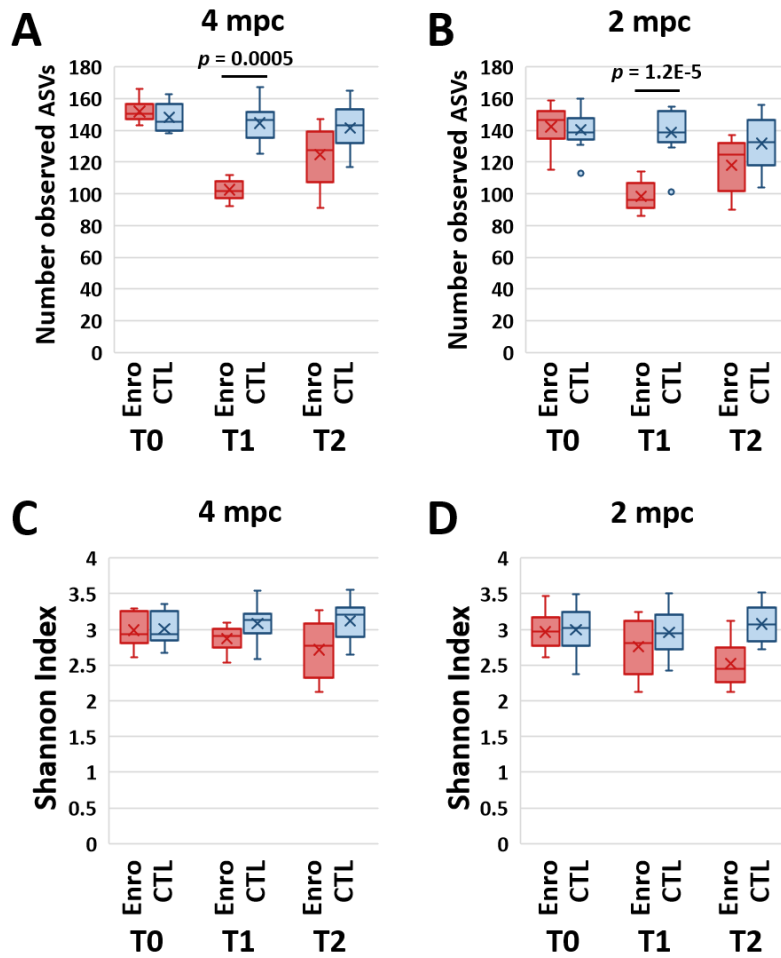 A
4 mpc
p = 0.0005
Number observed ASVs
180
160
140
120
100
80
60
40
20
0
Enro
CTL
Enro
CTL
Enro
CTL
T0
T1
T2
B
2 mpc
p = 1.2E-5
Number observed ASVs
180
160
140
120
100
80
60
40
20
0
Enro
CTL
Enro
CTL
Enro
CTL
T0
T1
T2
C
4 mpc
Shannon Index
4
3.5
3
2.5
2
1.5
1
0.5
0
Enro
CTL
Enro
CTL
Enro
CTL
T0
T1
T2
D
2 mpc
Shannon Index
4
3.5
3
2.5
2
1.5
1
0.5
0
Enro
CTL
Enro
CTL
Enro
CTL
T0
T1
T2